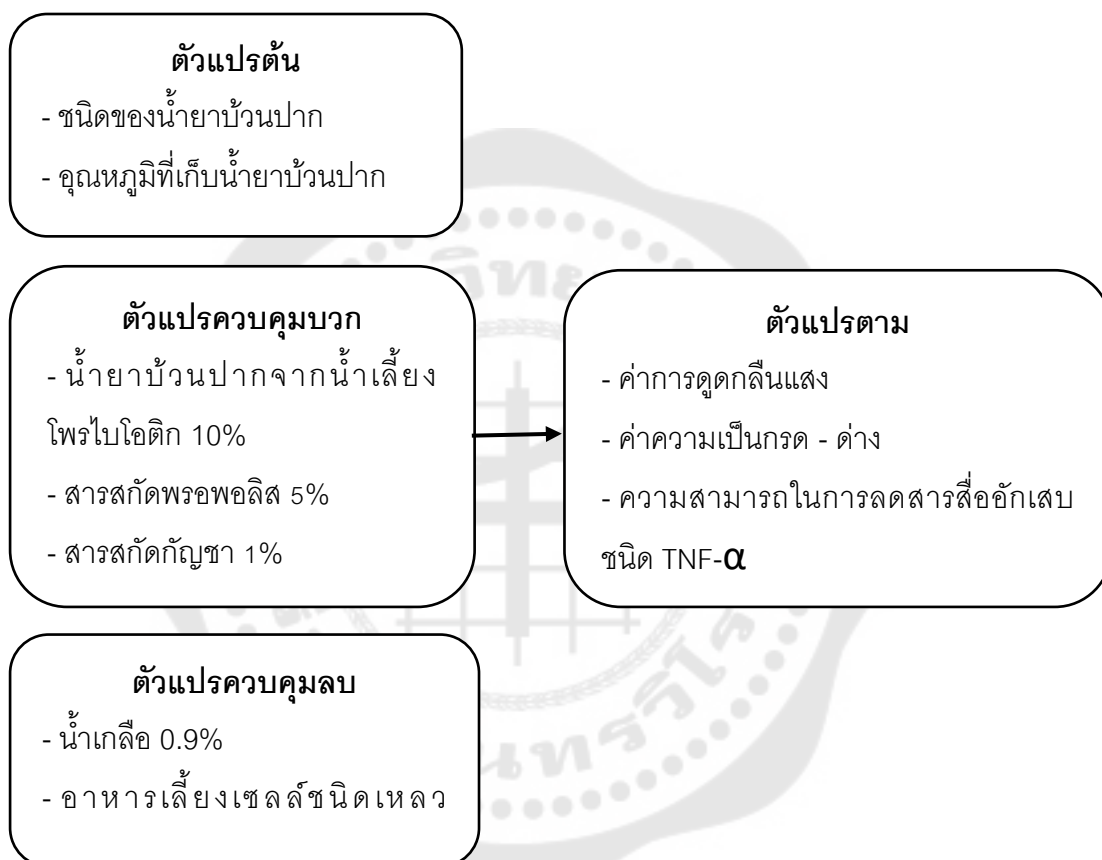 ตัวแปรต้น
- ชนิดของน้ำยาบ้วนปาก
- อุณหภูมิที่เก็บน้ำยาบ้วนปาก
ตัวแปรควบคุมบวก
- น้ำยาบ้วนปากจากน้ำเลี้ยง
โพรไบโอติก 10%
- สารสกัดพรอพอลิส 5%
- สารสกัดกัญชา 1%
ตัวแปรตาม
- ค่าการดูดกลืนแสง
- ค่าความเป็นกรด - ด่าง
- ความสามารถในการลดสารสื่ออักเสบ
ชนิด TNF-α
ตัวแปรควบคุมลบ
- น้ำเกลือ 0.9%
- อาหารเลี้ยงเซลล์ชนิดเหลว